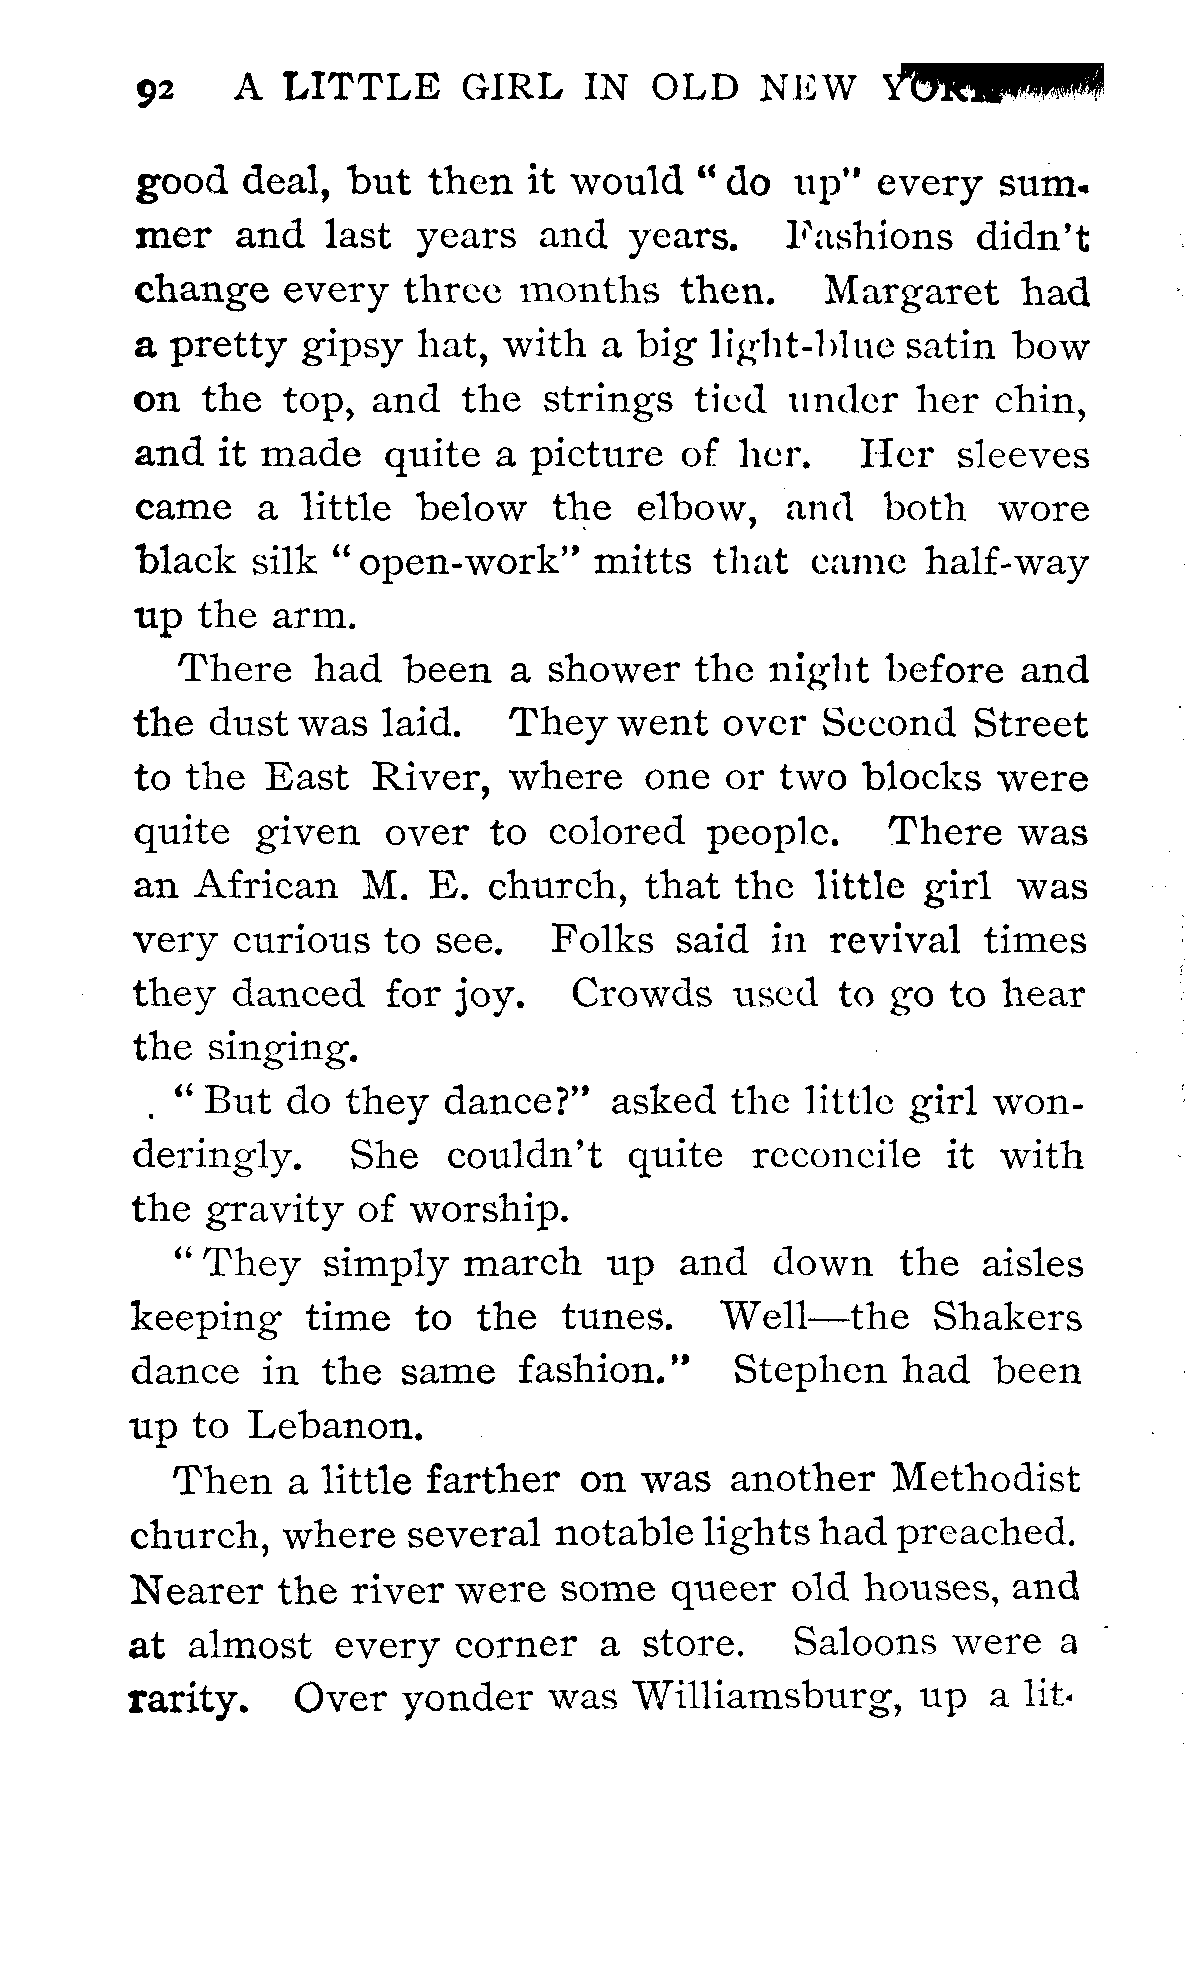 92 A LITTLE GIRL IN OLD NEW YORK
good deal, but then it would " do up" every sum-
mer and last years and years. Fashions didn't
change every three months then. Margaret had
a pretty gipsy hat, with a big light-blue satin bow
on the top, and the strings tied under her chin,
and it made quite a picture of her. Her sleeves
came a little below the elbow, and both wore
black silk " open-work" mitts that came half-way
up the arm.
There had been a shower the night before and
the dust was laid. They went over Second Street
to the East River, where one or two blocks were
quite given over to colored people. There was
an African M. E. church, that the little girl was
very curious to see. Folks said in revival times
they danced for joy. Crowds used to go to hear
the singing.
" But do they dance?" asked the little girl won-
deringly. She couldn't quite reconcile it with
the gravity of worship.
" They simply march up and down the aisles
keeping time to the tunes. Well—the Shakers
dance in the same fashion." Stephen had been
up to Lebanon.
Then a little farther on was another Methodist
church, where several notable lights had preached.
Nearer the river were some queer old houses, and
at almost every corner a store. Saloons were a
rarity. Over yonder was Williamsburg, up a lit-